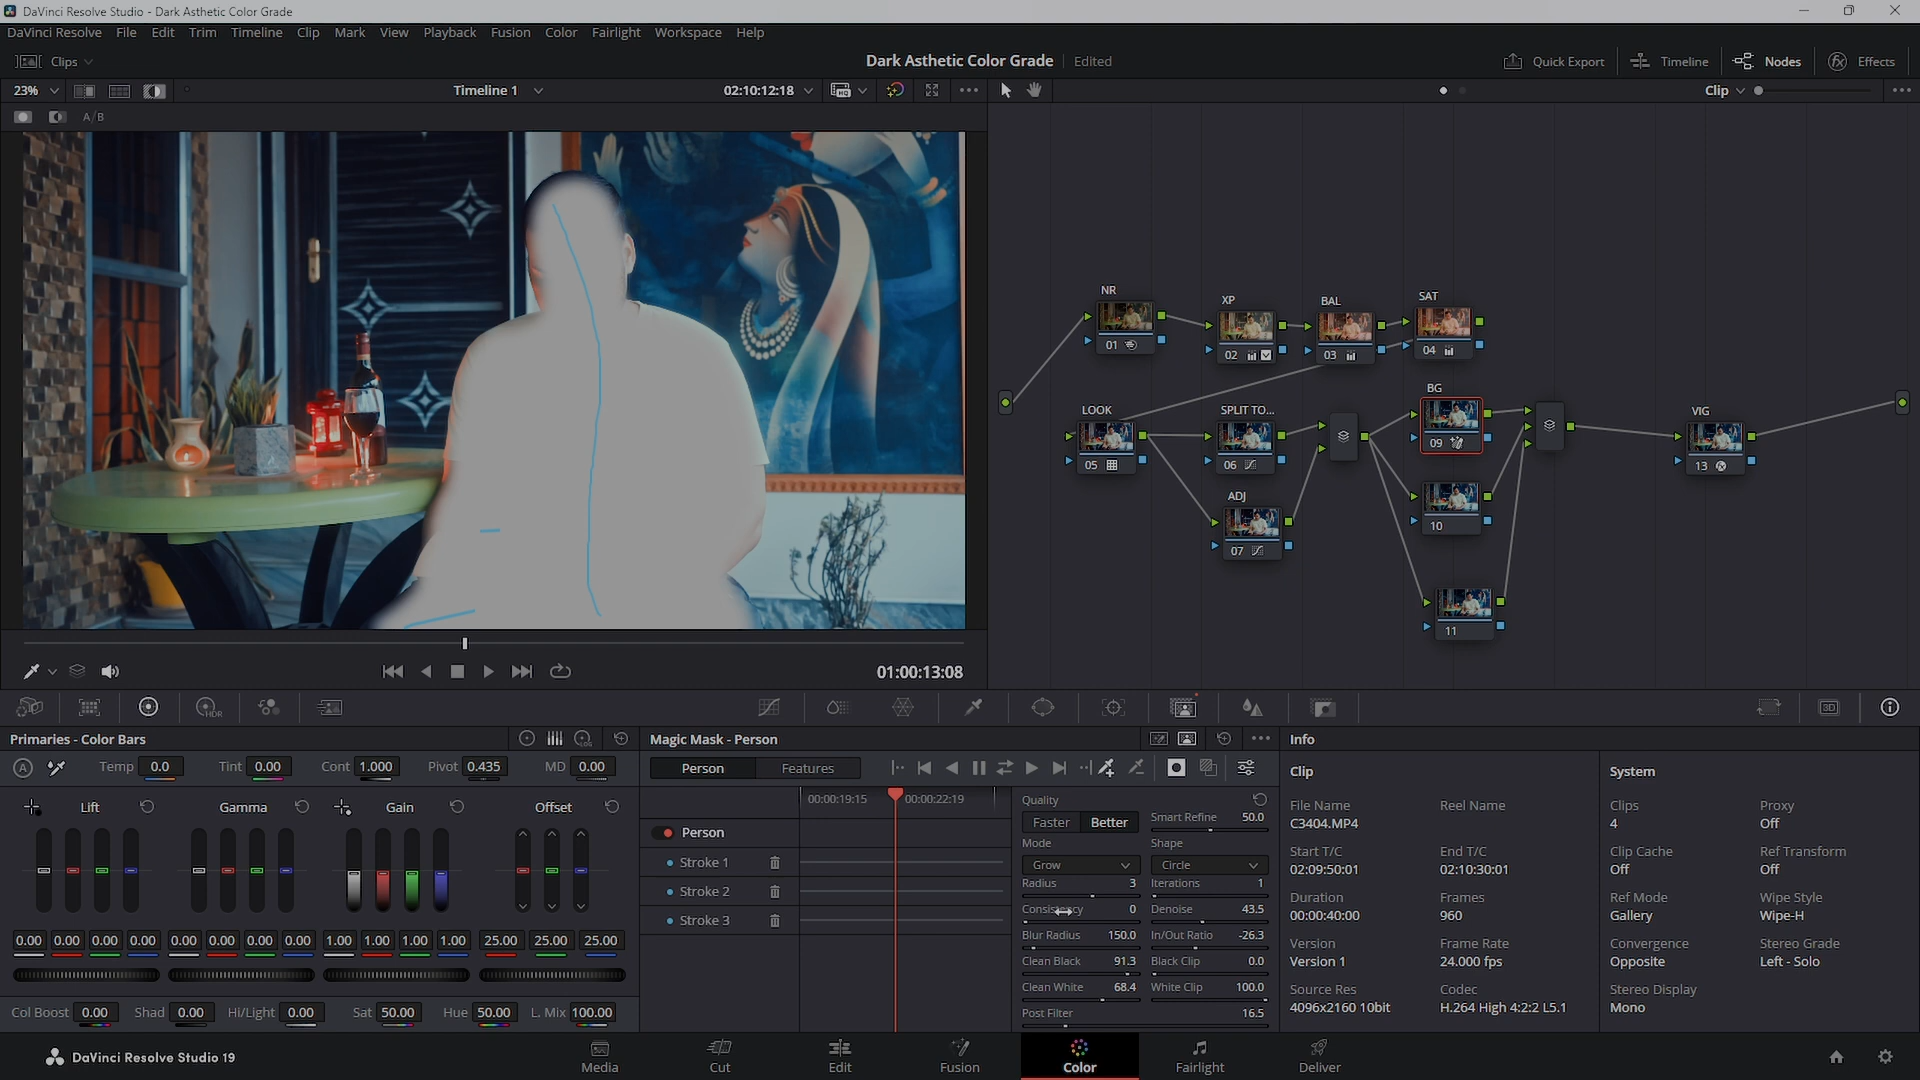 DaVinci Resolve Studio - Dark Asthetic Color Grade
DaVinci Resolve File Edit Trim Timeline Clip Mark View Playback Fusion Color Fairlight Workspace Help
Clips
Dark Asthetic Color Grade Edited
Quick Export Timeline Nodes Effects
23% Timeline 1 02:10:12:18 Clip
A/B
NR
01
XP
02
BAL
03
SAT
04
LOOK
05
SPLIT TO...
06
ADJ
07
BG
09
10
11
VIG
13
01:00:13:08
HDR
LOG
3D
Primaries - Color Bars
A Temp 0.0 Tint 0.00 Cont 1.000 Pivot 0.435 MD 0.00
Lift Gamma Gain Offset
0.00 0.00 0.00 0.00 0.00 0.00 0.00 0.00 1.00 1.00 1.00 1.00 25.00 25.00 25.00
Col Boost 0.00 Shad 0.00 Hi/Light 0.00 Sat 50.00 Hue 50.00 L. Mix 100.00
Magic Mask - Person
Person Features
00:00:19:15 00:00:22:19
Person
Stroke 1
Stroke 2
Stroke 3
Quality
Faster Better Smart Refine 50.0
Mode Shape
Grow Circle
Radius 3 Iterations 1
Consistency 0 Denoise 43.5
Blur Radius 150.0 In/Out Ratio -26.3
Clean Black 91.3 Black Clip 0.0
Clean White 68.4 White Clip 100.0
Post Filter 16.5
Info
Clip
File Name Reel Name
C3404.MP4
Start T/C End T/C
02:09:50:01 02:10:30:01
Duration Frames
00:00:40:00 960
Version Frame Rate
Version 1 24.000 fps
Source Res Codec
4096x2160 10bit H.264 High 4:2:2 L5.1
System
Clips Proxy
4 Off
Clip Cache Ref Transform
Off Off
Ref Mode Wipe Style
Gallery Wipe-H
Convergence Stereo Grade
Opposite Left - Solo
Stereo Display
Mono
DaVinci Resolve Studio 19
Media Cut Edit Fusion Color Fairlight Deliver